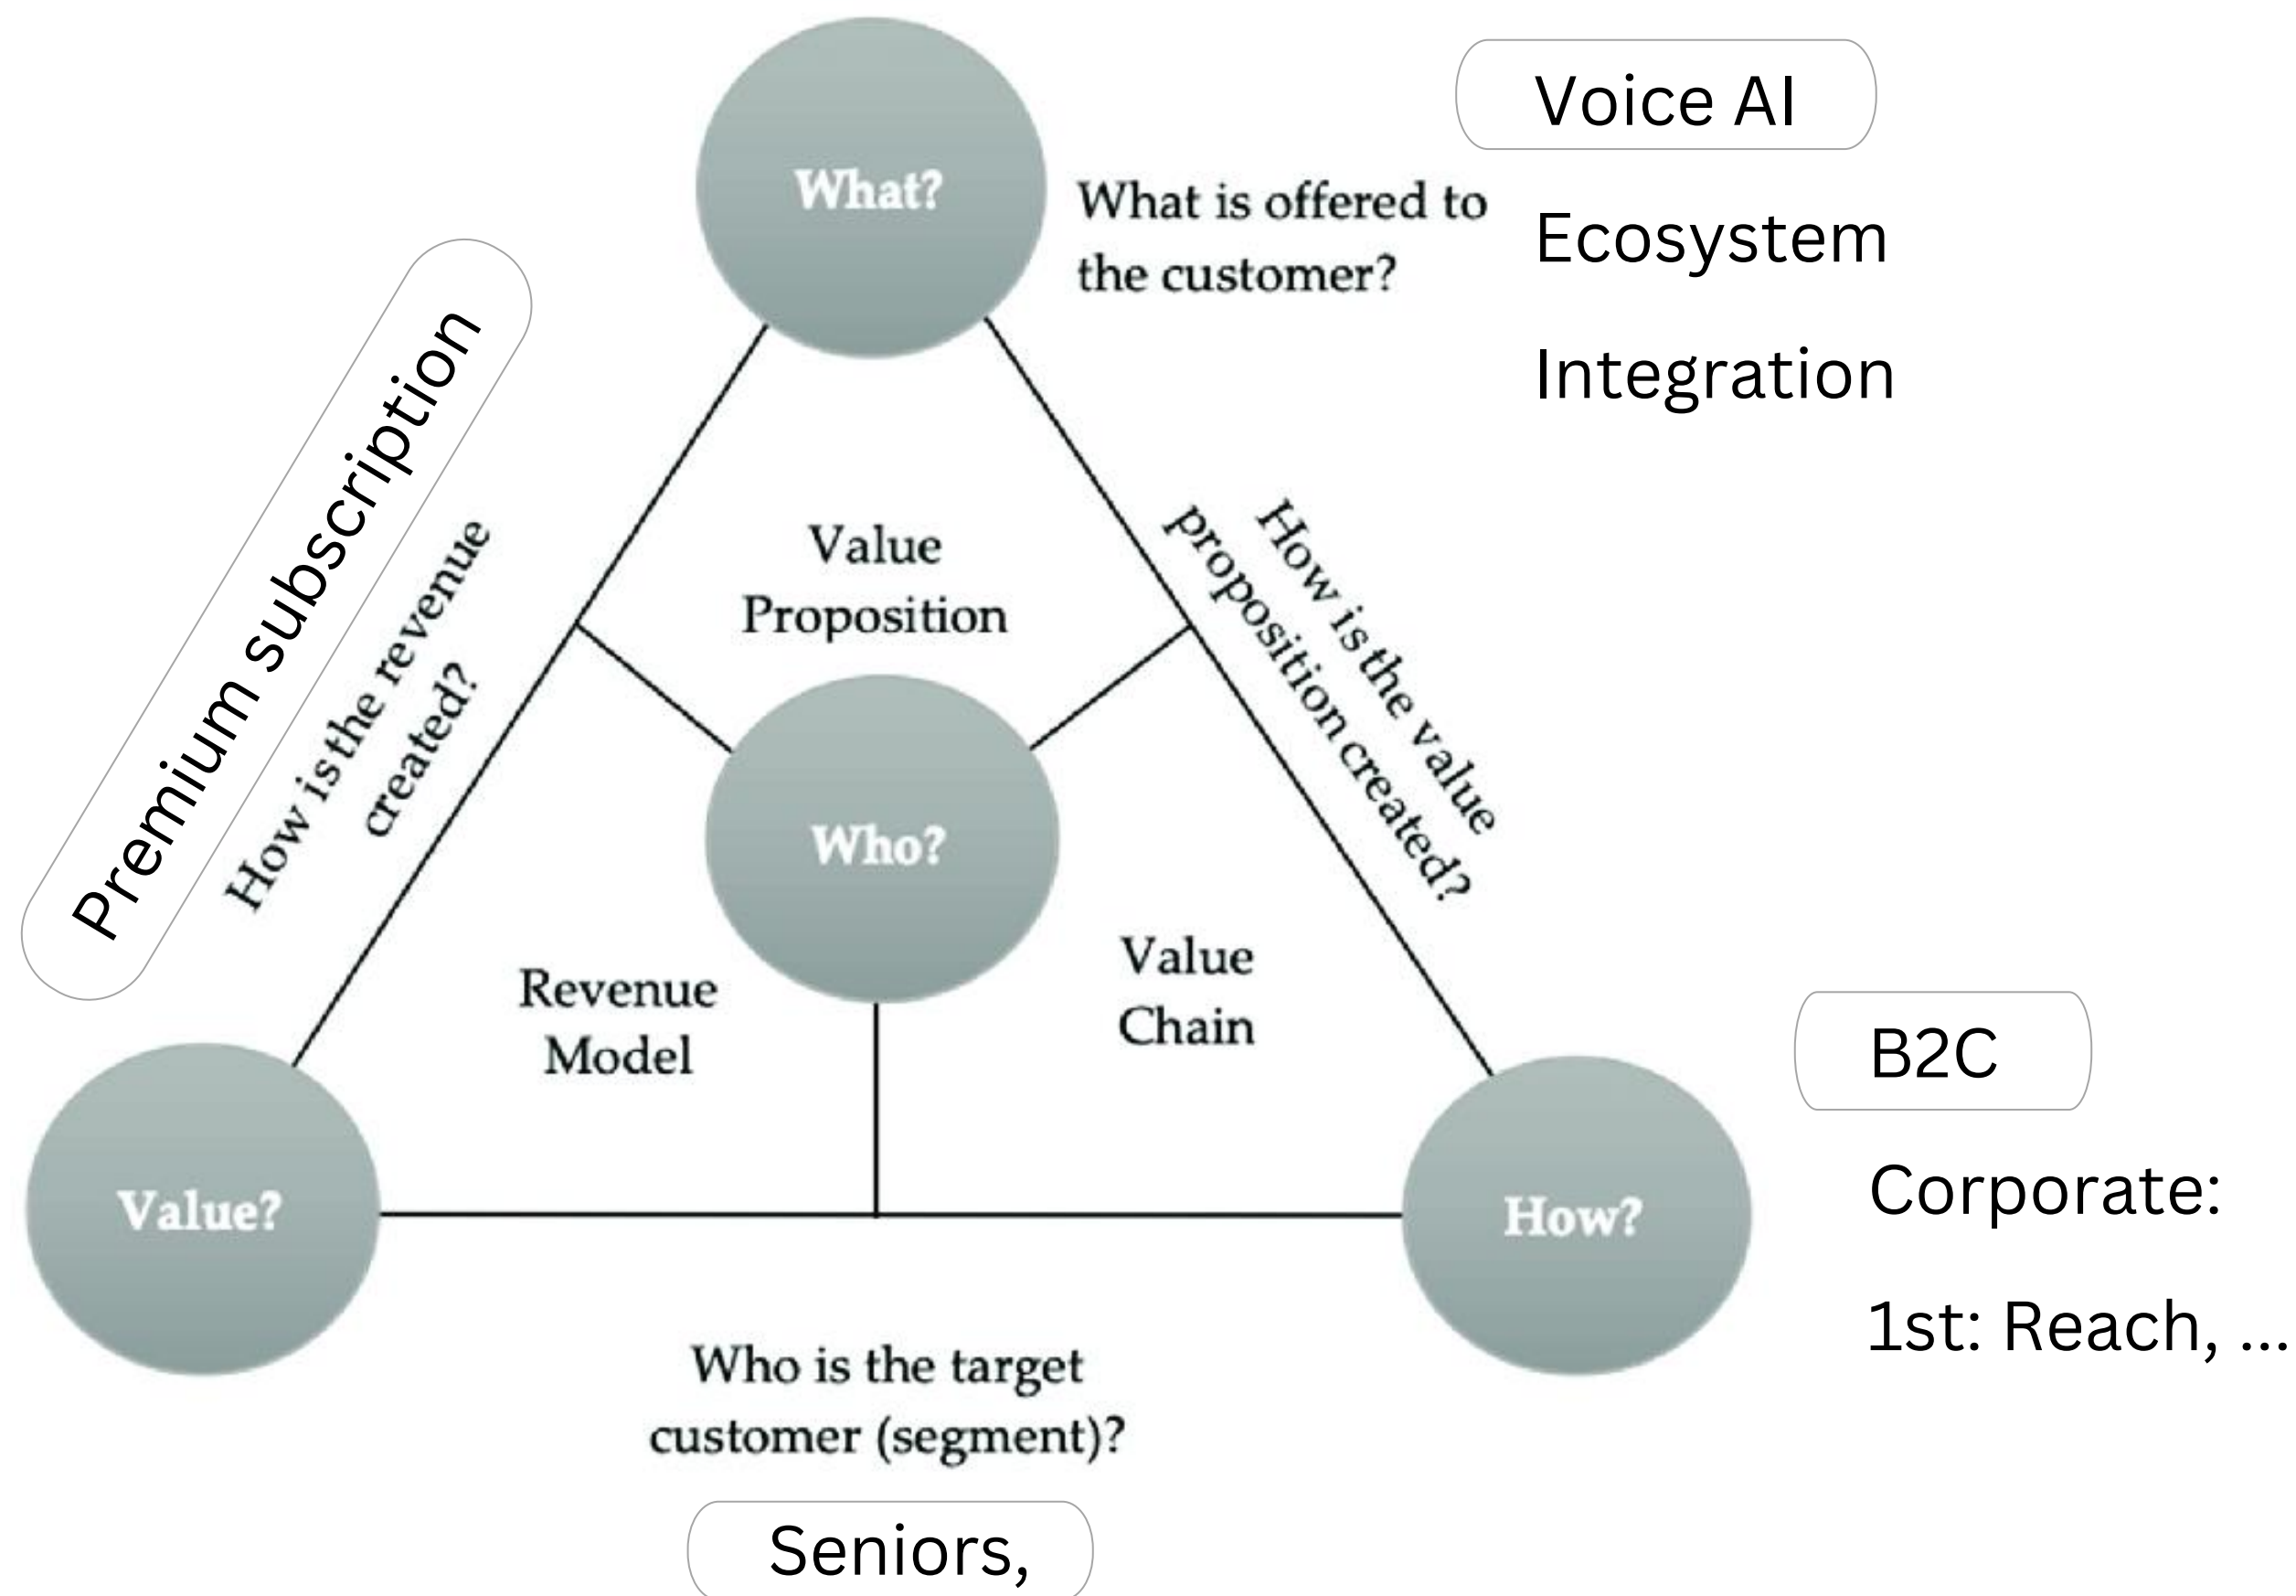 What?
Voice AI
What is offered to
the customer?
Ecosystem
Integration
Premium subscription
How is the revenue
created?
Value
Proposition
How is the value
proposition created?
Who?
Revenue
Model
Value
Chain
Value?
How?
B2C
Corporate:
1st: Reach, ...
Who is the target
customer (segment)?
Seniors,